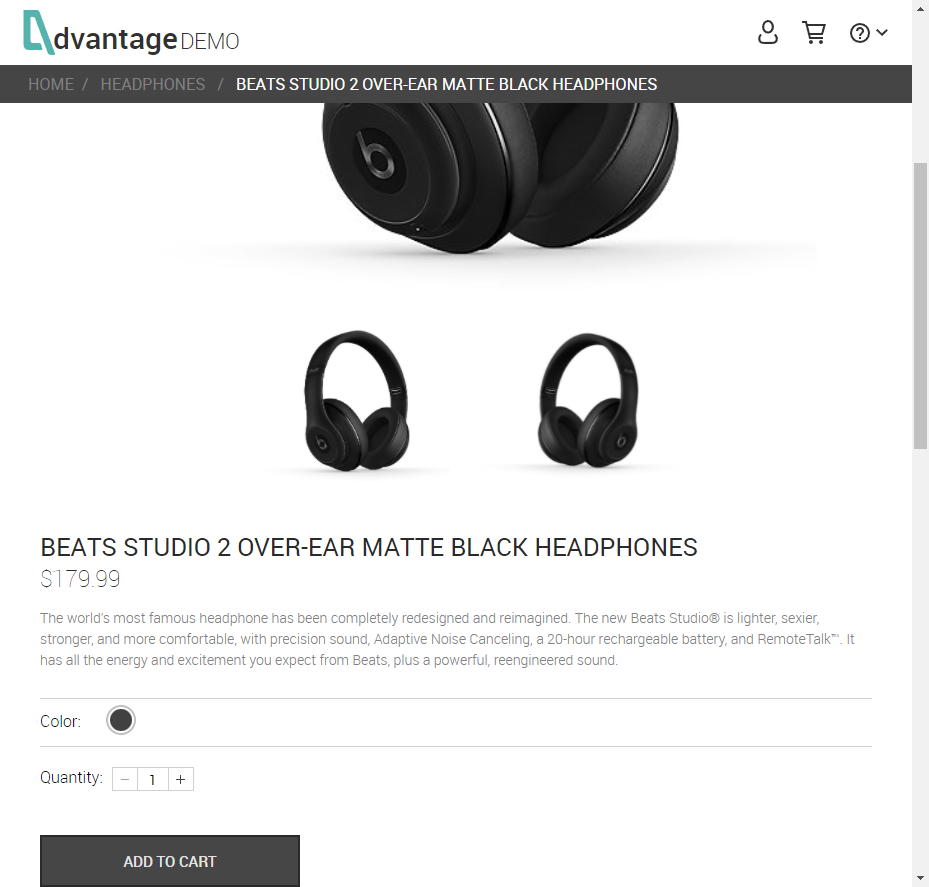 dvantage DEMO
HOME / HEADPHONES / BEATS STUDIO 2 OVER-EAR MATTE BLACK HEADPHONES
BEATS STUDIO 2 OVER-EAR MATTE BLACK HEADPHONES
$179.99
The world's most famous headphone has been completely redesigned and reimagined. The new Beats Studio® is lighter, sexier,
stronger, and more comfortable, with precision sound, Adaptive Noise Canceling, a 20-hour rechargeable battery, and RemoteTalk™. It
has all the energy and excitement you expect from Beats, plus a powerful, reengineered sound.
Color:
Quantity: − 1 +
ADD TO CART